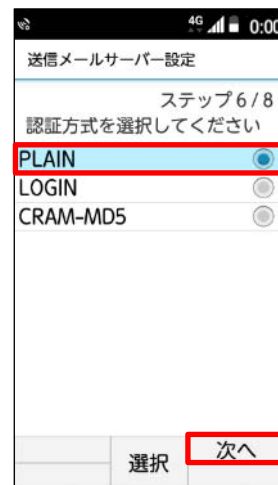 4G 0:00
送信メールサーバー設定
ステップ6/8
認証方式を選択してください
PLAIN
LOGIN
CRAM-MD5
選択 次へ